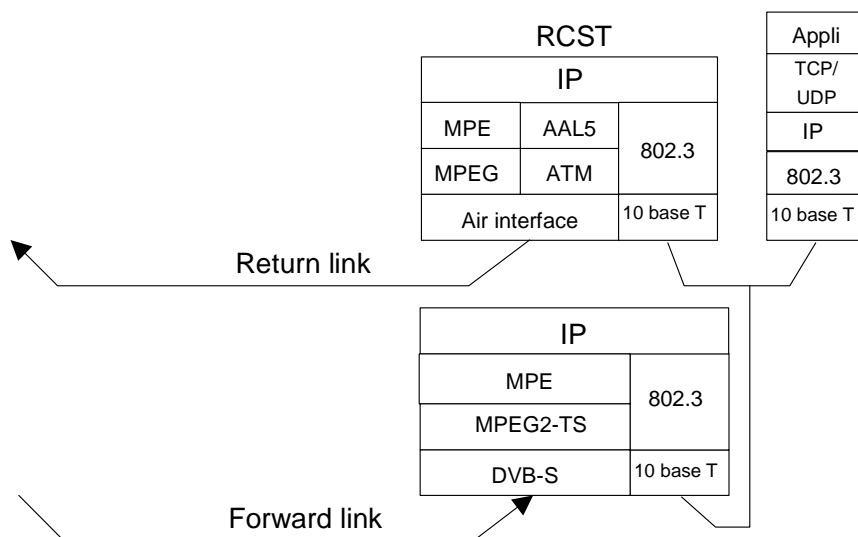 RCST
IP
MPE AAL5
802.3
MPEG ATM
Air interface 10 base T
Appli
TCP/
UDP
IP
802.3
10 base T
Return link
IP
MPE
802.3
MPEG2-TS
DVB-S 10 base T
Forward link